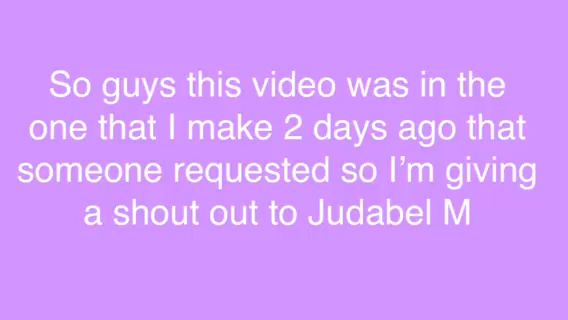 So guys this video was in the
one that I make 2 days ago that
someone requested so I’m giving
a shout out to Judabel M